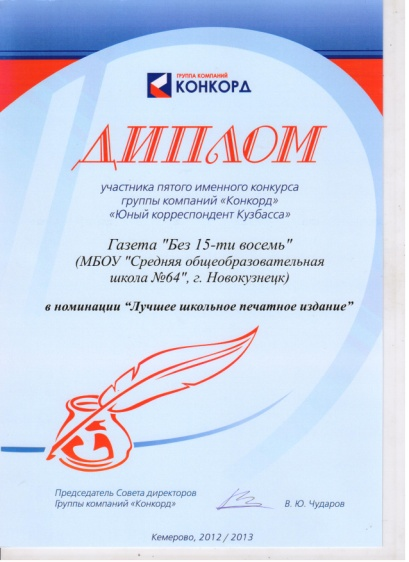 ГРУППА КОМПАНИЙ
КОНКОРД
ДИПЛОМ
участника пятого именного конкурса
группы компаний «Конкорд»
«Юный корреспондент Кузбасса»
Газета "Без 15-ти восемь"
(МБОУ "Средняя общеобразовательная
школа №64", г. Новокузнецк)
в номинации “Лучшее школьное печатное издание”
Председатель Совета директоров
Группы компаний «Конкорд»
В. Ю. Чударов
Кемерово, 2012 / 2013